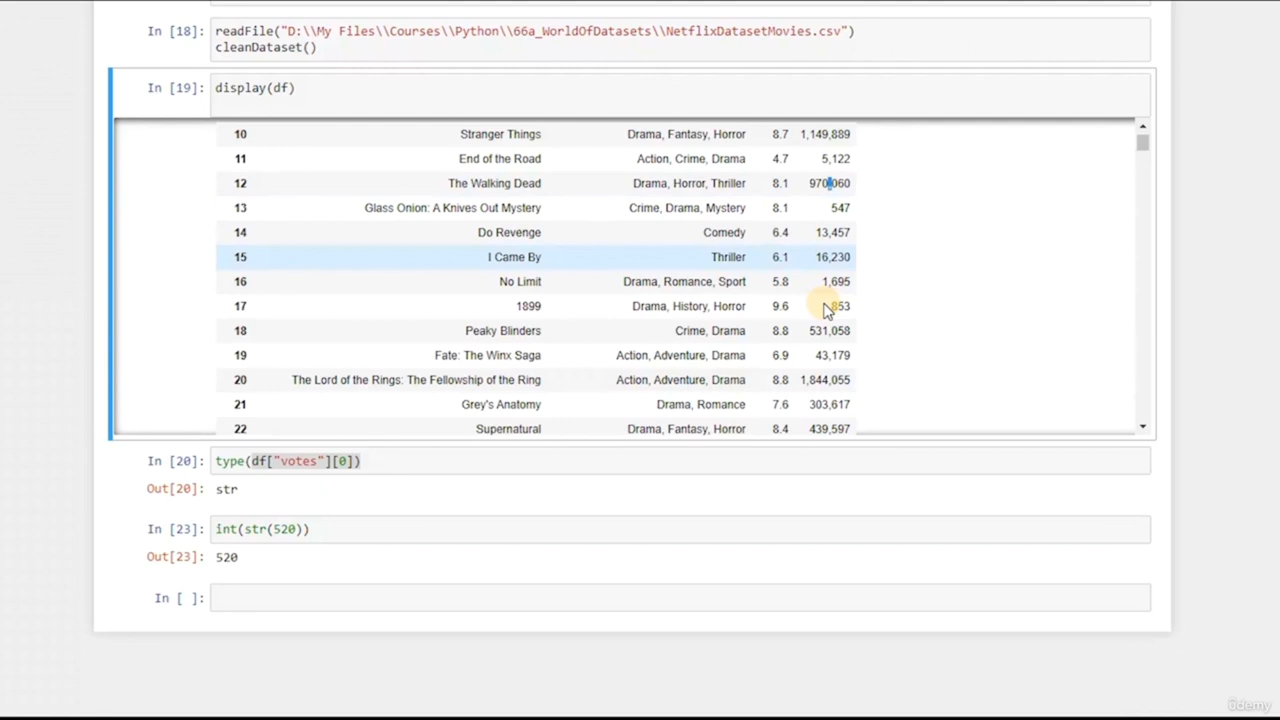 In [18]: readFile("D:\\My Files\\Courses\\Python\\66a_WorldOfDatasets\\NetflixDatasetMovies.csv")
cleanDataset()
In [19]: display(df)
10 Stranger Things Drama, Fantasy, Horror 8.7 1,149,889
11 End of the Road Action, Crime, Drama 4.7 5,122
12 The Walking Dead Drama, Horror, Thriller 8.1 970,060
13 Glass Onion: A Knives Out Mystery Crime, Drama, Mystery 8.1 547
14 Do Revenge Comedy 6.4 13,457
15 I Came By Thriller 6.1 16,230
16 No Limit Drama, Romance, Sport 5.8 1,695
17 1899 Drama, History, Horror 9.6 853
18 Peaky Blinders Crime, Drama 8.8 531,058
19 Fate: The Winx Saga Action, Adventure, Drama 6.9 43,179
20 The Lord of the Rings: The Fellowship of the Ring Action, Adventure, Drama 8.8 1,844,055
21 Grey's Anatomy Drama, Romance 7.6 303,617
22 Supernatural Drama, Fantasy, Horror 8.4 439,597
In [20]: type(df["votes"][0])
Out[20]: str
In [23]: int(str(520))
Out[23]: 520
In [ ]:
ûdemy